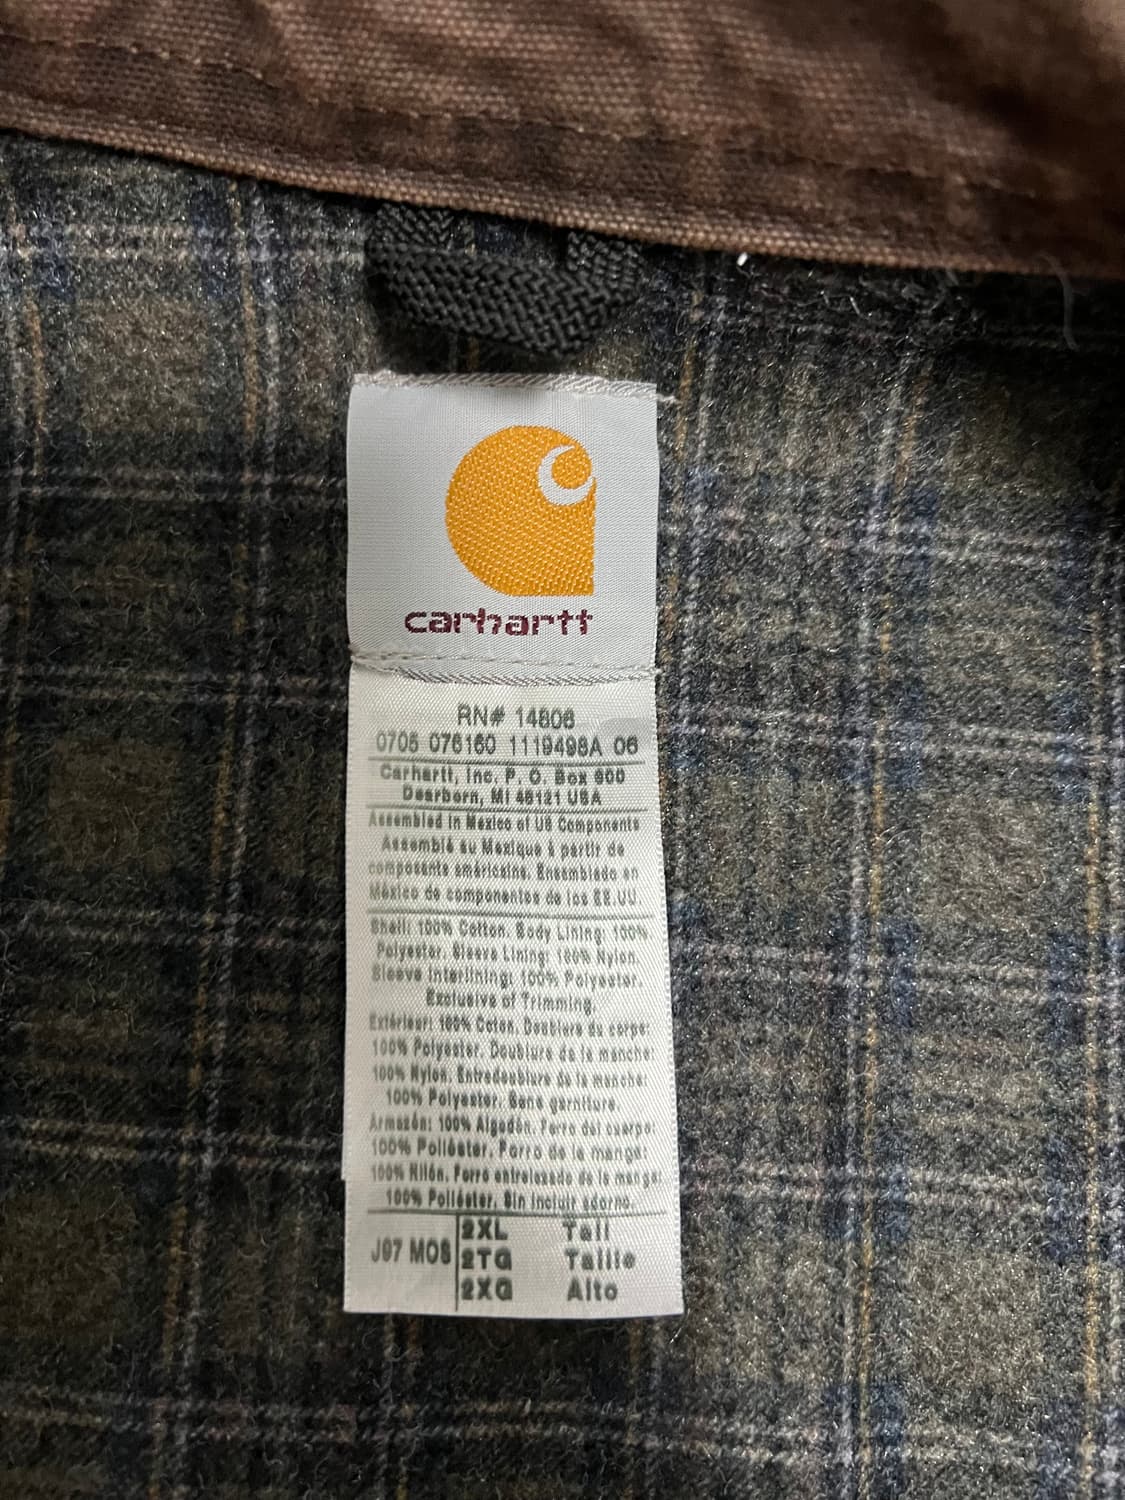 carhartt
RN# 14806
0705 076160 1119498A 06
Carhartt, Inc. P. O. Box 600
Dearborn, MI 48121 USA
Assembled in Mexico of US Components
Assemblé au Mexique à partir de
composants américains. Ensamblado en
México de componentes de los EE.UU.
Shell: 100% Cotton. Body Lining: 100%
Polyester. Sleeve Lining: 100% Nylon.
Sleeve Interlining: 100% Polyester.
Exclusive of Trimming.
Extérieur: 100% Coton. Doublure du corps:
100% Polyester. Doublure de la manche:
100% Nylon. Entredoublure de la manche:
100% Polyester. Sans garniture.
Armazón: 100% Algodón. Forro del cuerpo:
100% Poliéster. Forro de la manga:
100% Nilón. Forro entrelazado de la manga:
100% Poliéster. Sin incluir adorno.
J97 MOS
2XL Tall
2TG Taille
2XG Alto